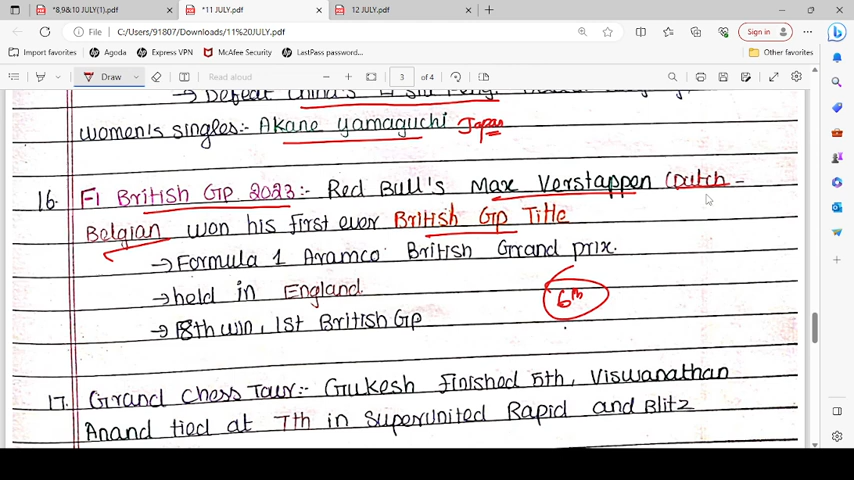 *8,9&10 JULY(1).pdf
*11 JULY.pdf
12 JULY.pdf
File
C:/Users/91807/Downloads/11%20JULY.pdf
Sign in
Import favorites
Agoda
Express VPN
McAfee Security
LastPass password...
Other favorites
Draw
Read aloud
3
of 4
→ Defeat China's
women's singles:- Akane yamaguchi Japan
16. F1 British GP 2023:- Red Bull's Max Verstappen (Dutch -
Belgian won his first ever British Gp Title
→ Formula 1 Aramco British Grand prix.
→ held in England.
→ 8th win, 1st British Gp
6th
17. Grand Chess Tour:- Gukesh finished 5th, Viswanathan
Anand tied at 7th in Superunited Rapid and Blitz